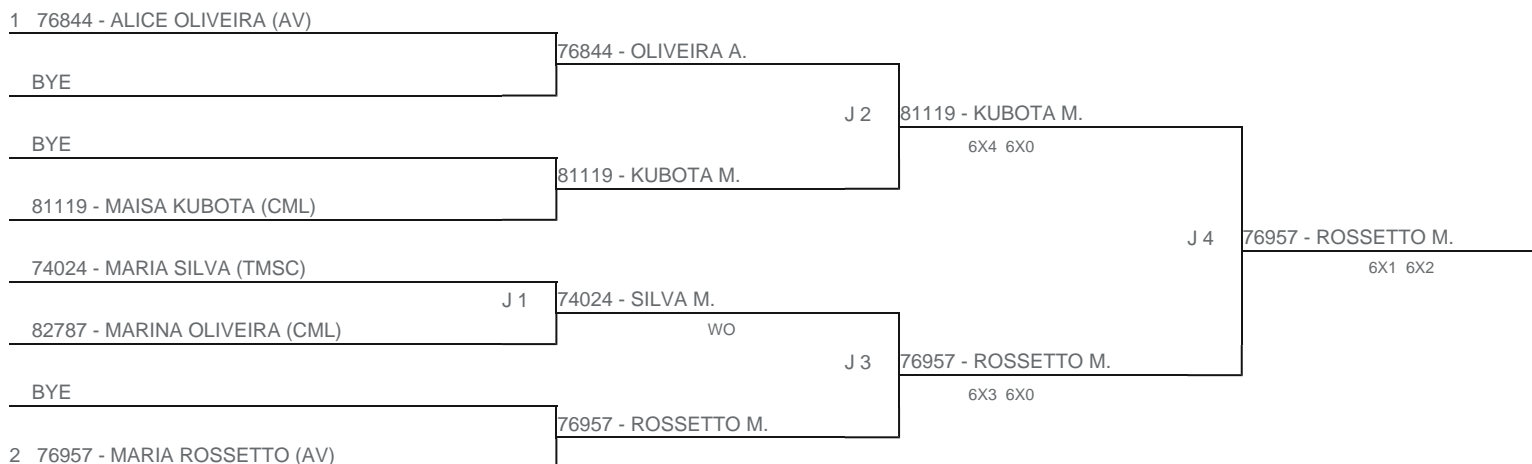 1 76844 - ALICE OLIVEIRA (AV)
76844 - OLIVEIRA A.
BYE
J 2
81119 - KUBOTA M.
6X4 6X0
BYE
81119 - KUBOTA M.
81119 - MAISA KUBOTA (CML)
J 4
76957 - ROSSETTO M.
6X1 6X2
74024 - MARIA SILVA (TMSC)
J 1
74024 - SILVA M.
WO
82787 - MARINA OLIVEIRA (CML)
J 3
76957 - ROSSETTO M.
6X3 6X0
BYE
76957 - ROSSETTO M.
2 76957 - MARIA ROSSETTO (AV)